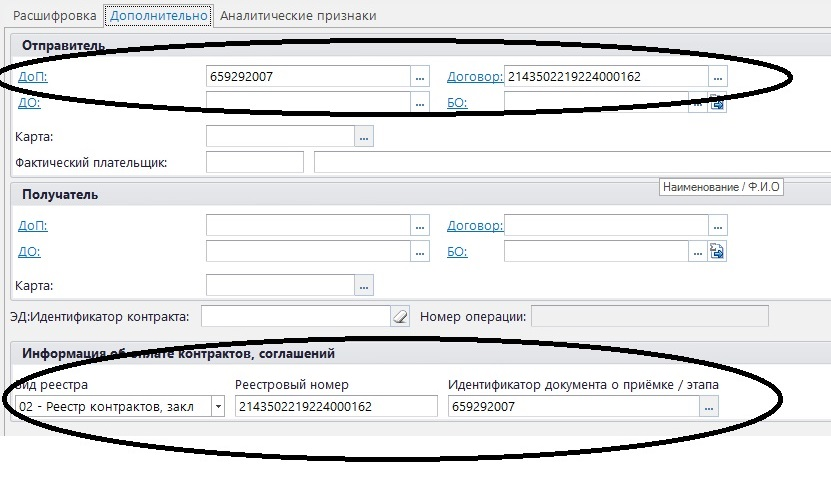 Расшифровка Дополнительно Аналитические признаки
Отправитель
ДоП: 659292007 ... Договор: 2143502219224000162 ...
ДО: ... БО: ...
Карта: ...
Фактический плательщик:
Наименование / Ф.И.О
Получатель
ДоП: ... Договор: ...
ДО: ... БО: ...
Карта: ...
ЭД:Идентификатор контракта: Номер операции:
Информация об оплате контрактов, соглашений
Вид реестра Реестровый номер Идентификатор документа о приёмке / этапа
02 - Реестр контрактов, закл 2143502219224000162 659292007 ...